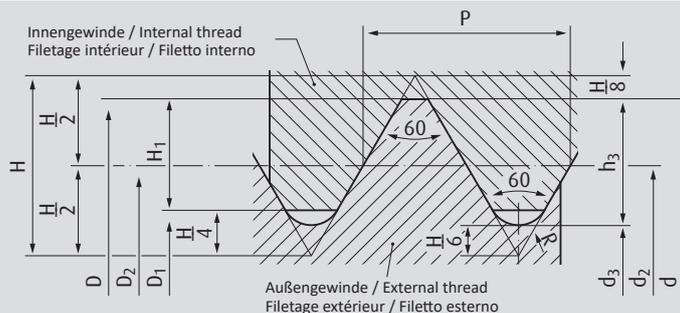 Innengewinde / Internal thread
Filetage intérieur / Filetto interno
P
H/8
H/2
H
H1
60
60
h3
H/2
H/4
H/6
R
D
D2
D1
d3
d2
d
Außengewinde / External thread
Filetage extérieur / Filetto esterno